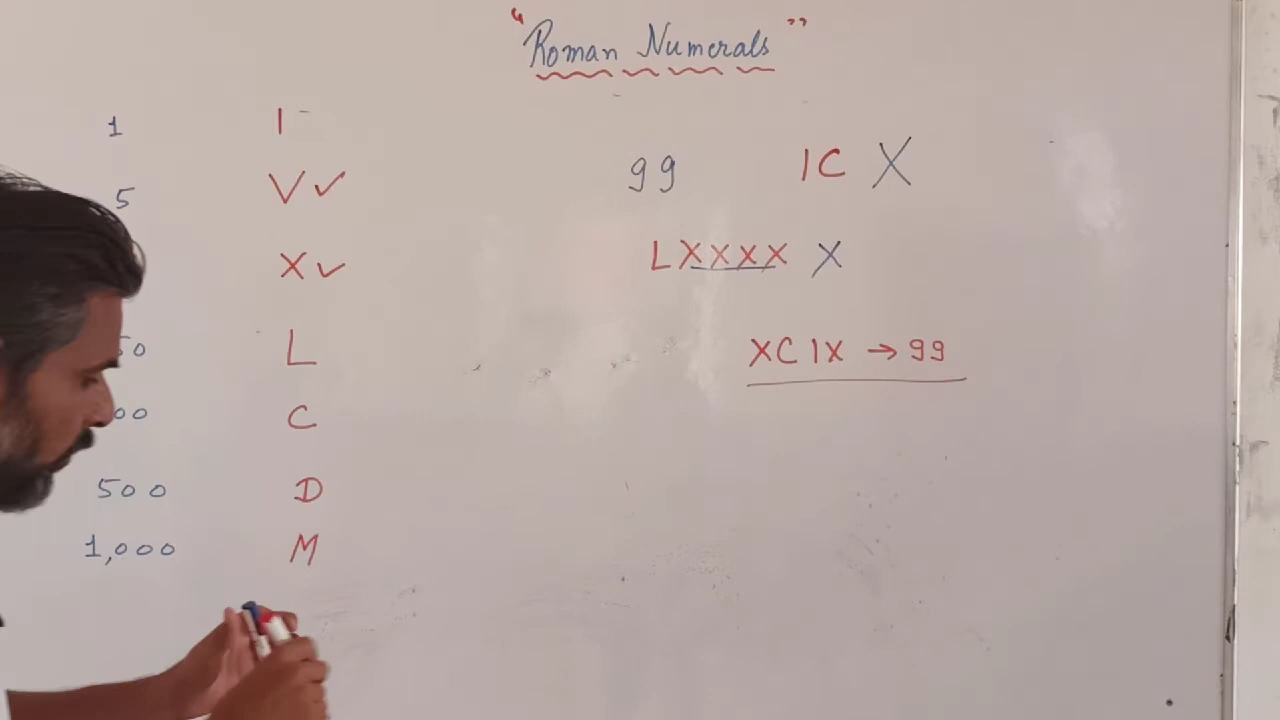 "Roman Numerals"
1 I
5 V ✓
X ✓
L
C
500 D
1,000 M
99 IC X
LXXXX X
XCIX → 99